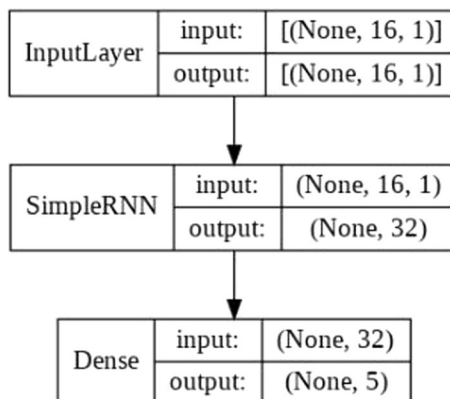 InputLayer
input: [(None, 16, 1)]
output: [(None, 16, 1)]
SimpleRNN
input: (None, 16, 1)
output: (None, 32)
Dense
input: (None, 32)
output: (None, 5)